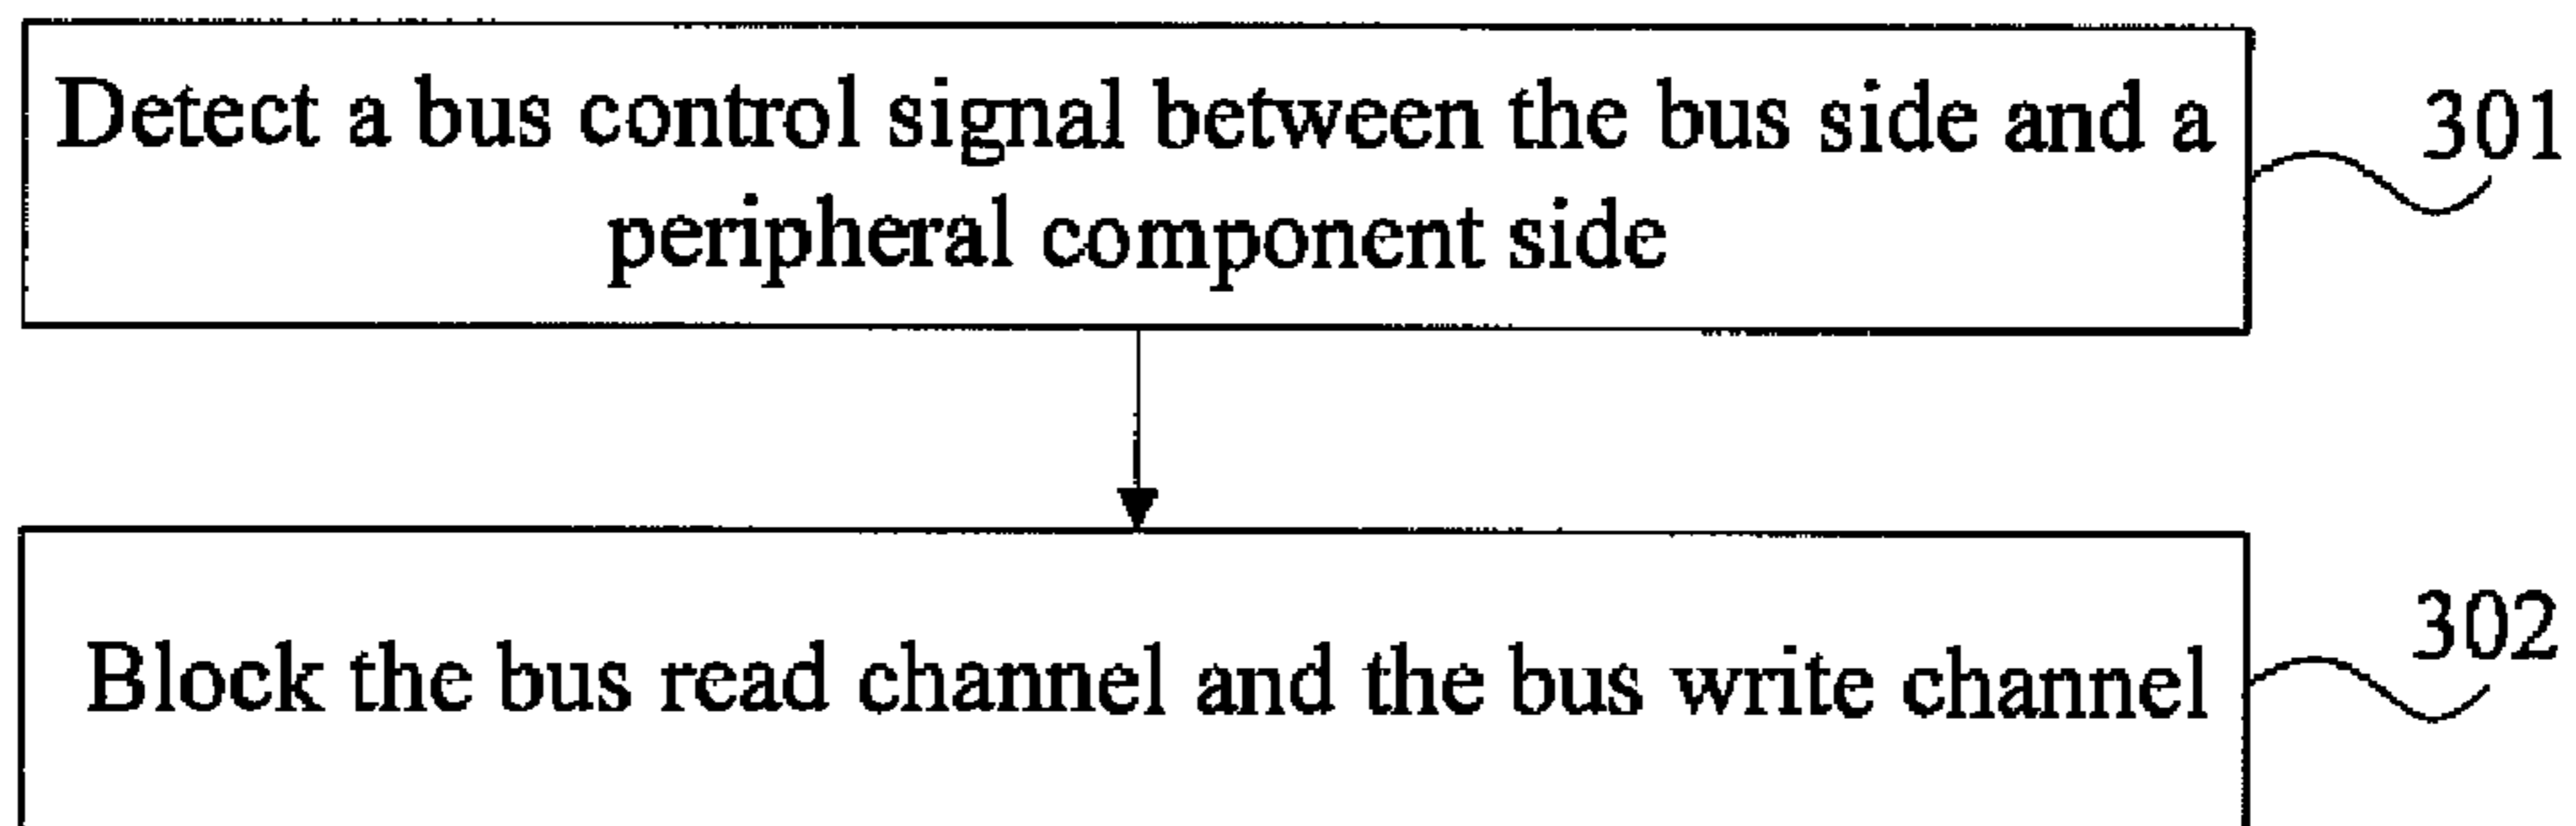 Detect a bus control signal between the bus side and a
peripheral component side
301
Block the bus read channel and the bus write channel
302